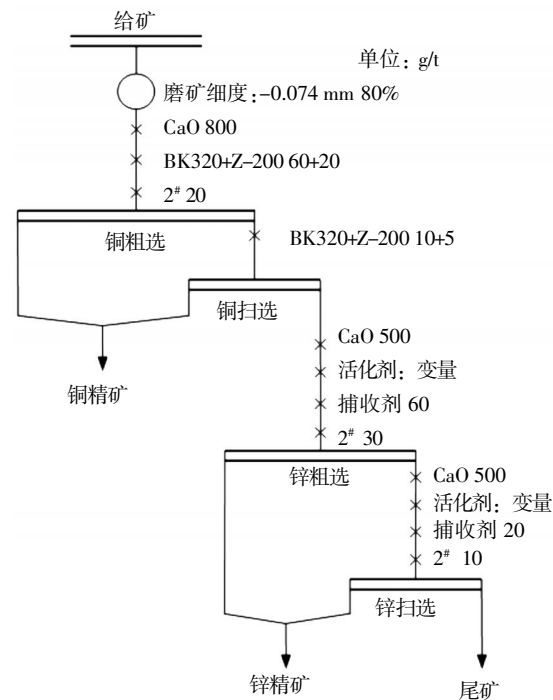 给矿
单位: g/t
磨矿细度:-0.074 mm 80%
CaO 800
BK320+Z-200 60+20
2# 20
铜粗选
BK320+Z-200 10+5
铜扫选
CaO 500
铜精矿
活化剂: 变量
捕收剂 60
2# 30
锌粗选
CaO 500
活化剂: 变量
捕收剂 20
2# 10
锌扫选
锌精矿
尾矿